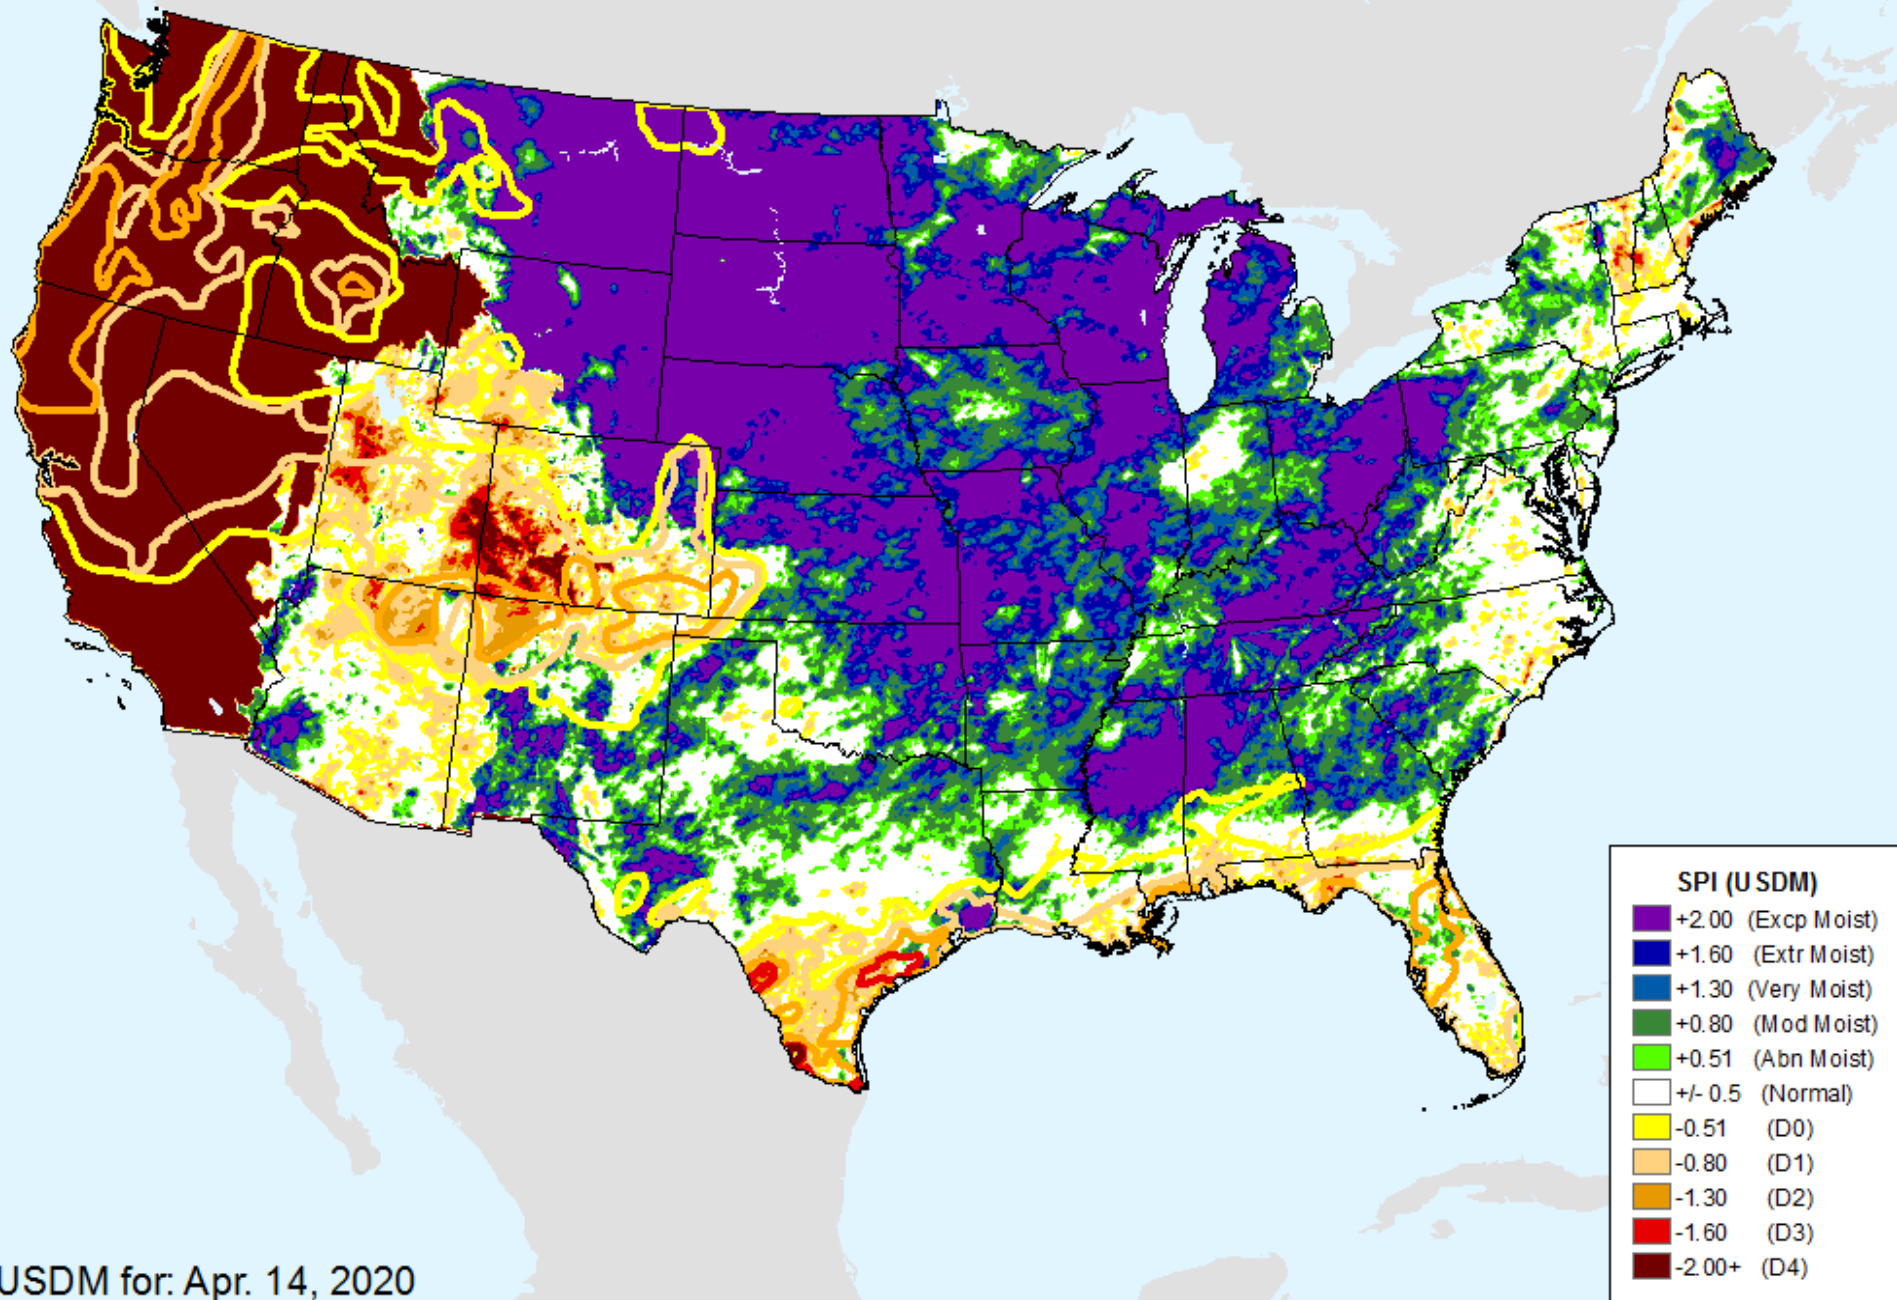 SPI (USDM)
+2.00 (Excp Moist)
+1.60 (Extr Moist)
+1.30 (Very Moist)
+0.80 (Mod Moist)
+0.51 (Abn Moist)
+/- 0.5 (Normal)
-0.51 (D0)
-0.80 (D1)
-1.30 (D2)
-1.60 (D3)
-2.00+ (D4)
USDM for: Apr. 14, 2020